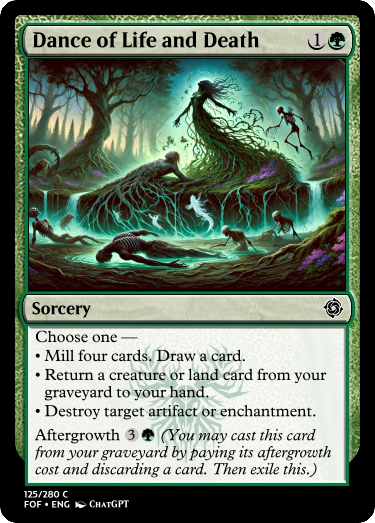 Dance of Life and Death 1
Sorcery
Choose one —
• Mill four cards. Draw a card.
• Return a creature or land card from your
graveyard to your hand.
• Destroy target artifact or enchantment.
Aftergrowth 3 (You may cast this card
from your graveyard by paying its aftergrowth
cost and discarding a card. Then exile this.)
125/280 C
FOF • ENG ChatGPT